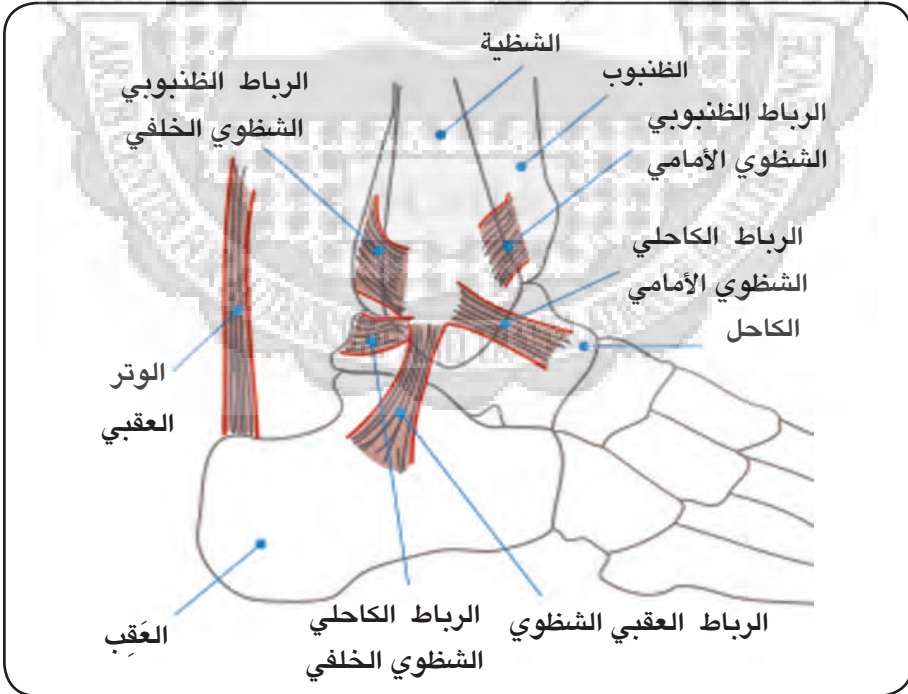 الشظية
الظنبوب
الرباط الظنبوبي
الشظوي الخلفي
الرباط الظنبوبي
الشظوي الأمامي
الرباط الكاحلي
الشظوي الأمامي
الكاحل
الوتر
العقبي
العَقِب
الرباط الكاحلي
الشظوي الخلفي
الرباط العقبي الشظوي